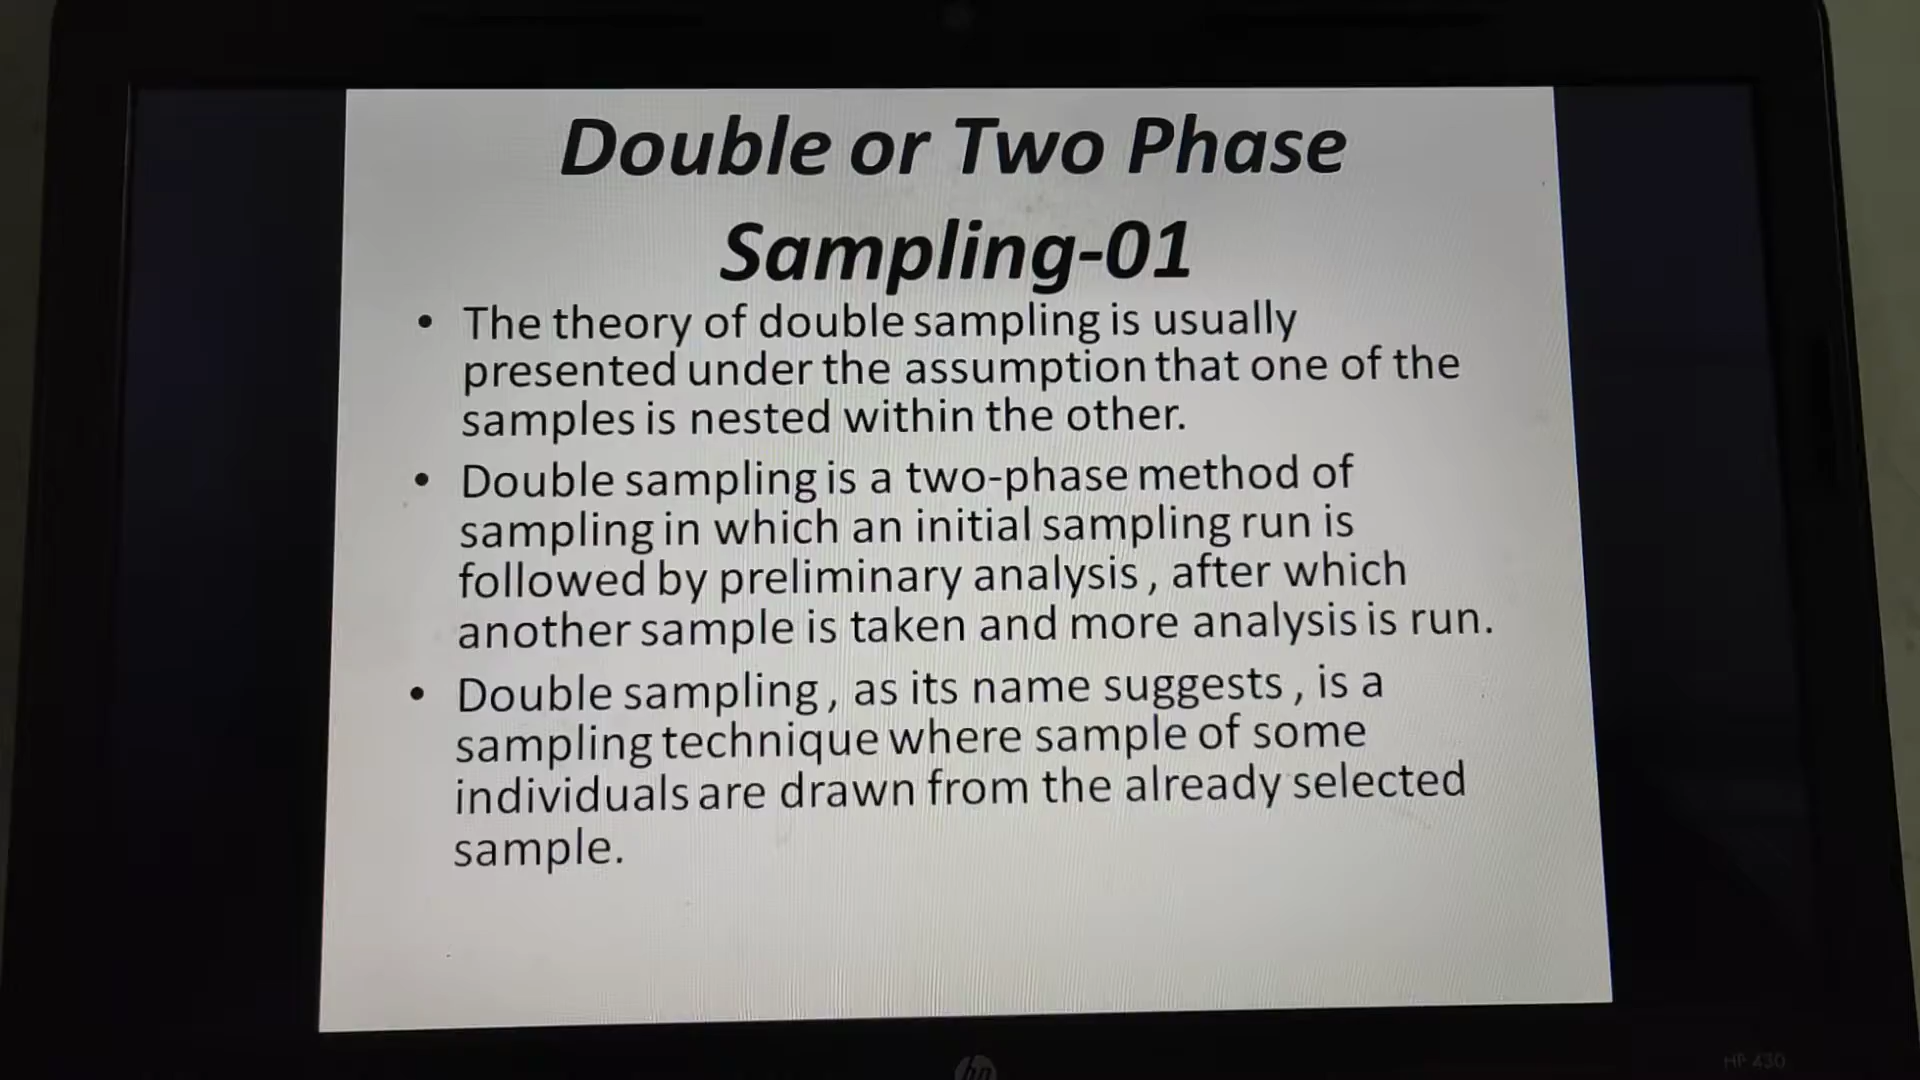 Double or Two Phase
Sampling-01
• The theory of double sampling is usually
presented under the assumption that one of the
samples is nested within the other.
• Double sampling is a two-phase method of
sampling in which an initial sampling run is
followed by preliminary analysis , after which
another sample is taken and more analysis is run.
• Double sampling , as its name suggests , is a
sampling technique where sample of some
individuals are drawn from the already selected
sample.
hp
HP 430